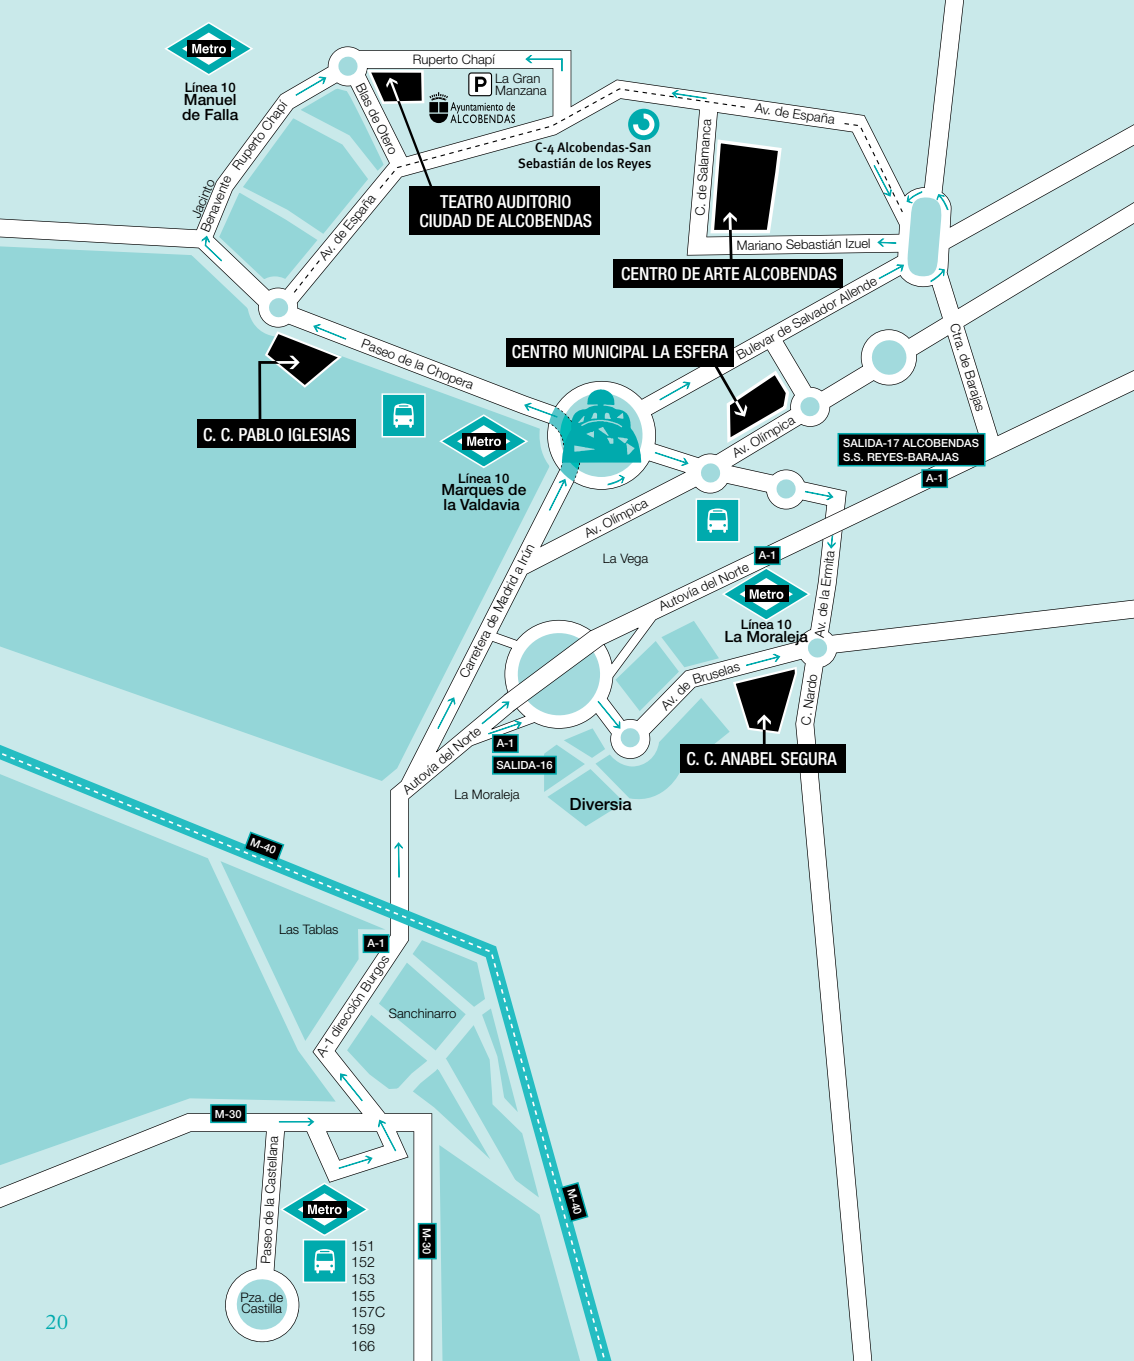 Metro
Línea 10
Manuel
de Falla
Ruperto Chapí
La Gran
Manzana
P
Ayuntamiento de
ALCOBENDAS
Blas de Otero
Ruperto Chapí
Jacinto
Benavente
Av. de España
Av. de España
C-4 Alcobendas-San
Sebastián de los Reyes
C. de Salamanca
TEATRO AUDITORIO
CIUDAD DE ALCOBENDAS
Mariano Sebastián Izuel
CENTRO DE ARTE ALCOBENDAS
Bulevar de Salvador Allende
Paseo de la Chopera
CENTRO MUNICIPAL LA ESFERA
Ctra. de Barajas
C. C. PABLO IGLESIAS
Metro
Línea 10
Marques de
la Valdavia
Av. Olímpica
SALIDA-17 ALCOBENDAS
S.S. REYES-BARAJAS
A-1
Av. Olímpica
La Vega
A-1
Autovía del Norte
Metro
Línea 10
La Moraleja
Av. de la Ermita
Carretera de Madrid a Irún
Av. de Bruselas
C. Nardo
Autovía del Norte
A-1
SALIDA-16
C. C. ANABEL SEGURA
La Moraleja
Diversia
M-40
Las Tablas
A-1
A-1 dirección Burgos
Sanchinarro
M-30
Paseo de la Castellana
Metro
M-40
M-30
151
152
153
155
157C
159
166
Pza. de
Castilla
20